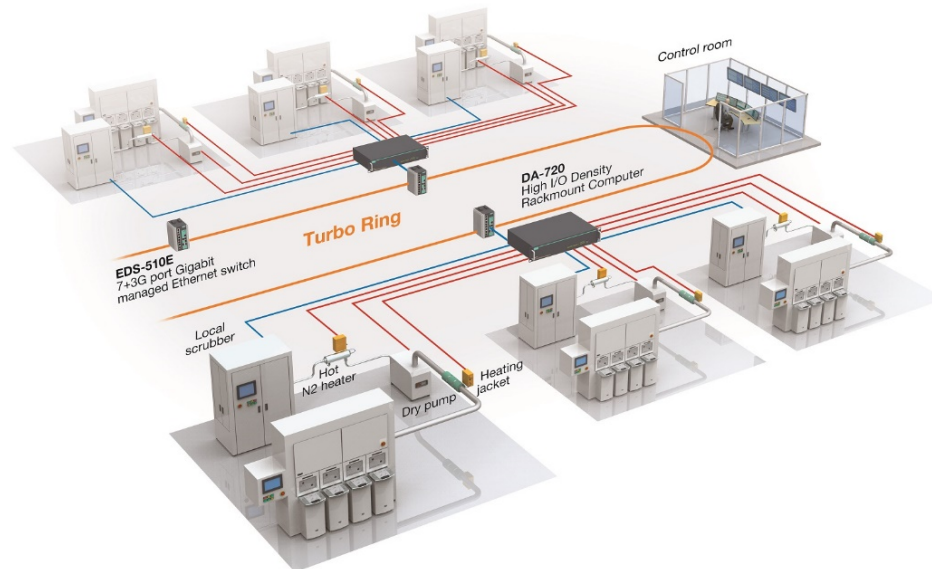 Control room
DA-720
High I/O Density
Rackmount Computer
Turbo Ring
EDS-510E
7+3G port Gigabit
managed Ethernet switch
Local
scrubber
Hot
N2 heater
Heating
jacket
Dry pump